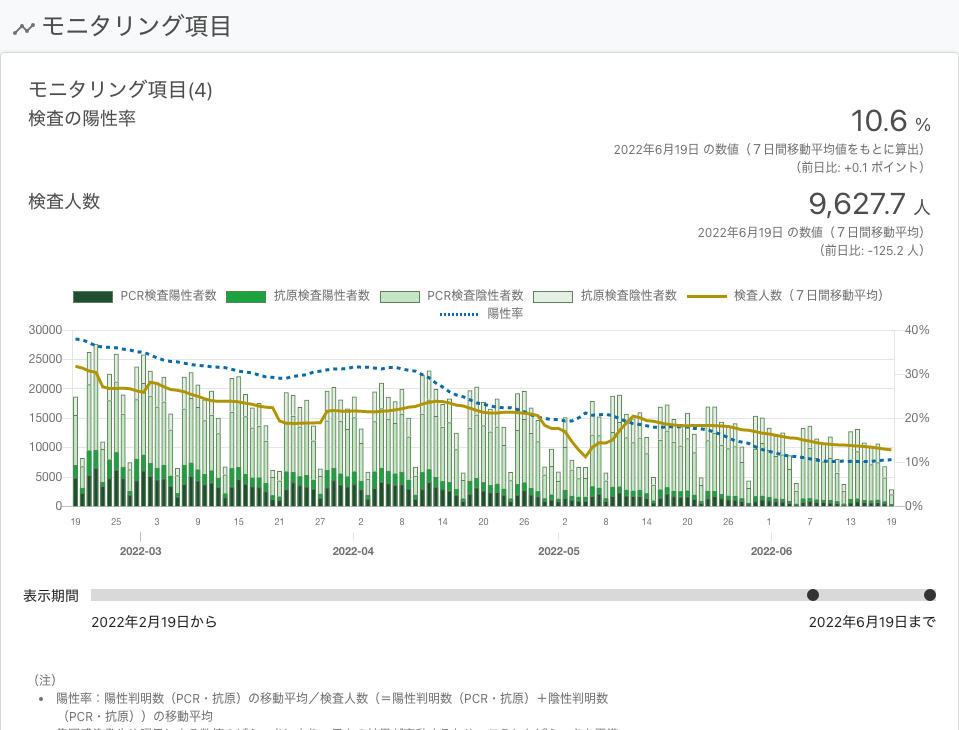 モニタリング項目
モニタリング項目(4)
検査の陽性率
10.6 %
2022年6月19日 の数値（７日間移動平均値をもとに算出）
（前日比: +0.1 ポイント）
検査人数
9,627.7 人
2022年6月19日 の数値（７日間移動平均）
（前日比: -125.2 人）
PCR検査陽性者数 抗原検査陽性者数 PCR検査陰性者数 抗原検査陰性者数 検査人数（７日間移動平均）
陽性率
30000 40%
25000
30%
20000
15000 20%
10000
10%
5000
0 0%
19 25 3 9 15 21 27 2 8 14 20 26 2 8 14 20 26 1 7 13 19
2022-03 2022-04 2022-05 2022-06
表示期間
2022年2月19日から 2022年6月19日まで
（注）
• 陽性率：陽性判明数（PCR・抗原）の移動平均／検査人数（＝陽性判明数（PCR・抗原）＋陰性判明数
（PCR・抗原））の移動平均